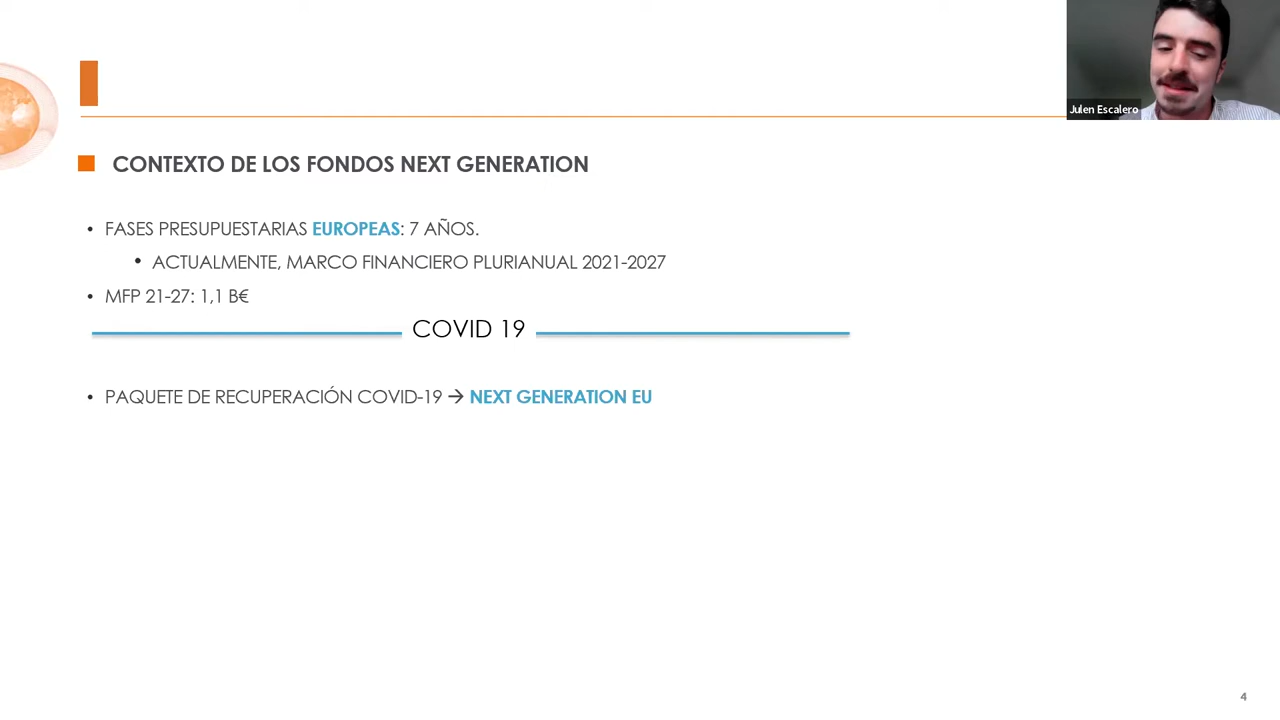 Julen Escalero
CONTEXTO DE LOS FONDOS NEXT GENERATION
• FASES PRESUPUESTARIAS EUROPEAS: 7 AÑOS.
• ACTUALMENTE, MARCO FINANCIERO PLURIANUAL 2021-2027
• MFP 21-27: 1,1 B€
COVID 19
• PAQUETE DE RECUPERACIÓN COVID-19 → NEXT GENERATION EU
4